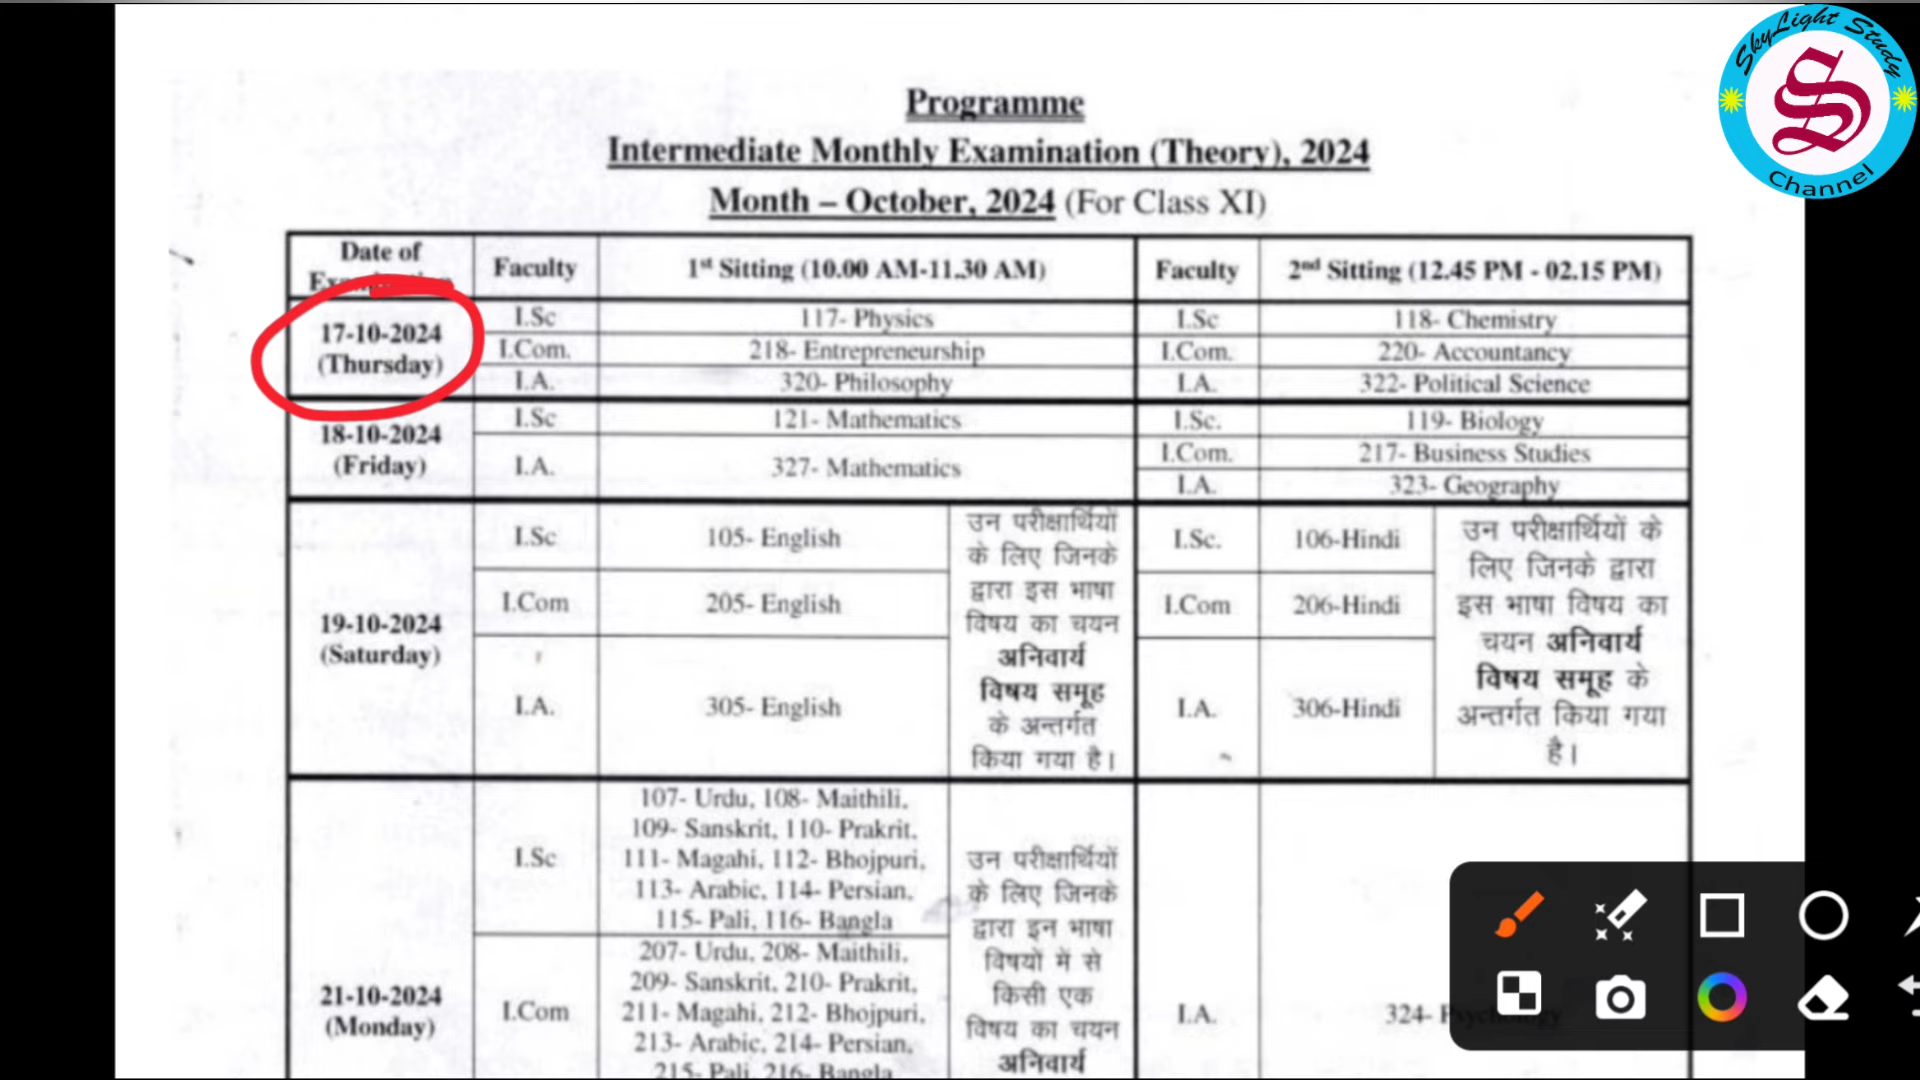 SkyLight Study
S
Channel
Programme
Intermediate Monthly Examination (Theory), 2024
Month – October, 2024 (For Class XI)
Date of Examination
Faculty
1st Sitting (10.00 AM-11.30 AM)
Faculty
2nd Sitting (12.45 PM - 02.15 PM)
17-10-2024
(Thursday)
I.Sc
117- Physics
I.Sc
118- Chemistry
I.Com.
218- Entrepreneurship
I.Com.
220- Accountancy
I.A.
320- Philosophy
I.A.
322- Political Science
18-10-2024
(Friday)
I.Sc
121- Mathematics
I.Sc.
119- Biology
I.A.
327- Mathematics
I.Com.
217- Business Studies
I.A.
323- Geography
19-10-2024
(Saturday)
I.Sc
105- English
I.Com
205- English
I.A.
305- English
उन परीक्षार्थियों
के लिए जिनके
द्वारा इस भाषा
विषय का चयन
अनिवार्य
विषय समूह
के अन्तर्गत
किया गया है।
I.Sc.
106-Hindi
I.Com
206-Hindi
I.A.
306-Hindi
उन परीक्षार्थियों के
लिए जिनके द्वारा
इस भाषा विषय का
चयन अनिवार्य
विषय समूह के
अन्तर्गत किया गया
है।
21-10-2024
(Monday)
I.Sc
107- Urdu, 108- Maithili,
109- Sanskrit, 110- Prakrit,
111- Magahi, 112- Bhojpuri,
113- Arabic, 114- Persian,
115- Pali, 116- Bangla
I.Com
207- Urdu, 208- Maithili,
209- Sanskrit, 210- Prakrit,
211- Magahi, 212- Bhojpuri,
213- Arabic, 214- Persian,
215- Pali, 216- Bangla
उन परीक्षार्थियों
के लिए जिनके
द्वारा इन भाषा
विषयों में से
किसी एक
विषय का चयन
अनिवार्य
I.A.
324- Psychology